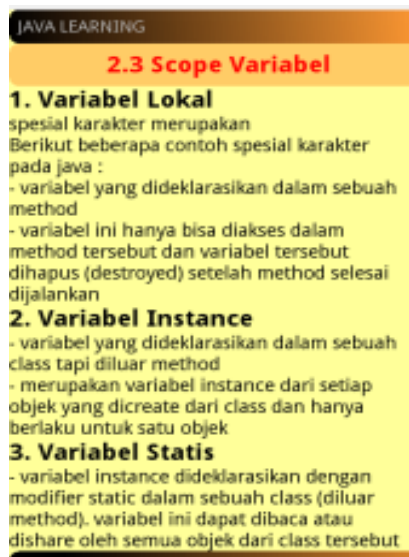 JAVA LEARNING
2.3 Scope Variabel
1. Variabel Lokal
spesial karakter merupakan
Berikut beberapa contoh spesial karakter
pada java :
- variabel yang dideklarasikan dalam sebuah
method
- variabel ini hanya bisa diakses dalam
method tersebut dan variabel tersebut
dihapus (destroyed) setelah method selesai
dijalankan
2. Variabel Instance
- variabel yang dideklarasikan dalam sebuah
class tapi diluar method
- merupakan variabel instance dari setiap
objek yang dicreate dari class dan hanya
berlaku untuk satu objek
3. Variabel Statis
- variabel instance dideklarasikan dengan
modifier static dalam sebuah class (diluar
method). variabel ini dapat dibaca atau
dishare oleh semua objek dari class tersebut